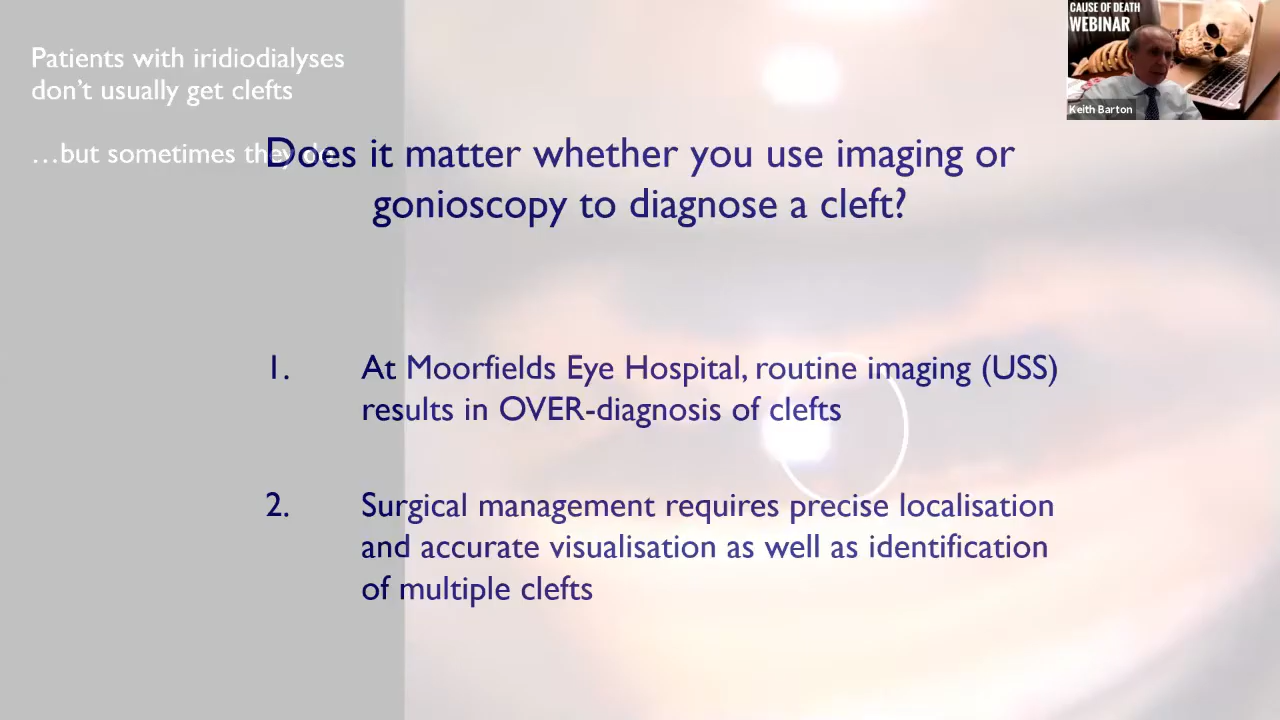 Patients with iridiodialyses
don't usually get clefts
…but sometimes they do
Does it matter whether you use imaging or
gonioscopy to diagnose a cleft?
1. At Moorfields Eye Hospital, routine imaging (USS)
results in OVER-diagnosis of clefts
2. Surgical management requires precise localisation
and accurate visualisation as well as identification
of multiple clefts
CAUSE OF DEATH
WEBINAR
Keith Barton